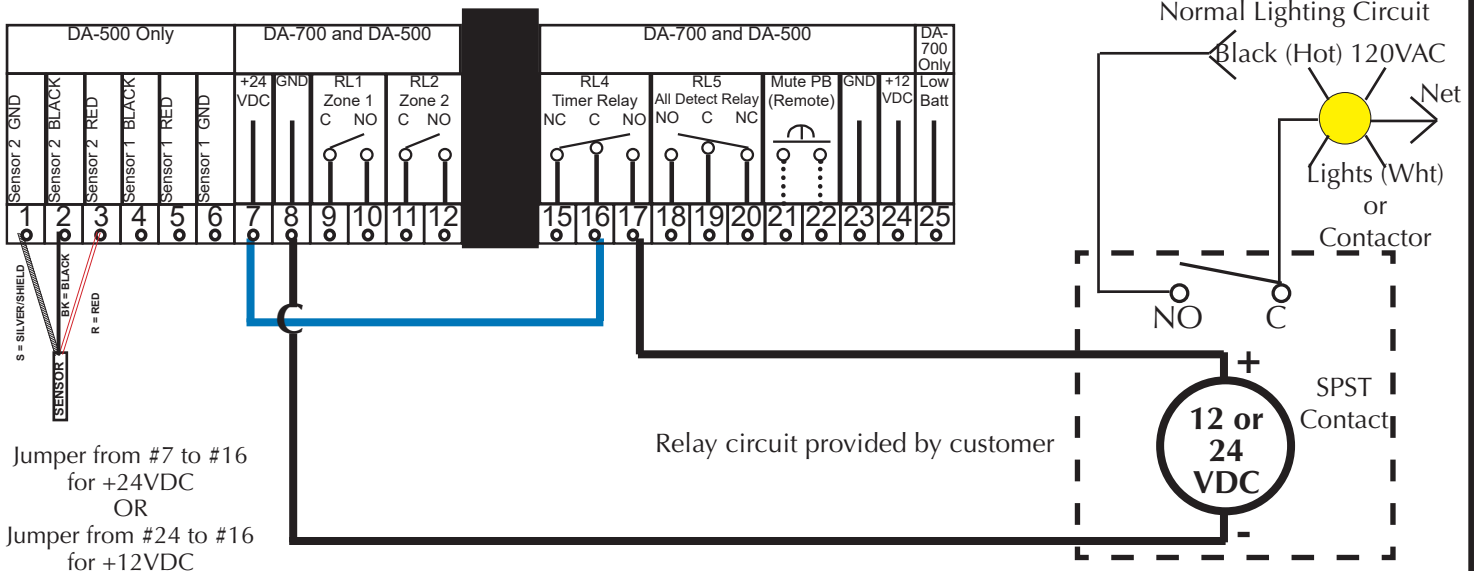 DA-500 Only
DA-700 and DA-500
DA-700 and DA-500
DA-
700
Only
Sensor 2 GND
Sensor 2 BLACK
Sensor 2 RED
Sensor 1 BLACK
Sensor 1 RED
Sensor 1 GND
+24
VDC
GND
RL1
Zone 1
C NO
RL2
Zone 2
C NO
RL4
Timer Relay
NC C NO
RL5
All Detect Relay
NO C NC
Mute PB
(Remote)
GND
+12
VDC
Low
Batt
1 2 3 4 5 6 7 8 9 10 11 12 15 16 17 18 19 20 21 22 23 24 25
S = SILVER/SHIELD
BK = BLACK
R = RED
SENSOR
C
Jumper from #7 to #16
for +24VDC
OR
Jumper from #24 to #16
for +12VDC
Relay circuit provided by customer
Normal Lighting Circuit
Black (Hot) 120VAC
Net
Lights (Wht)
or
Contactor
NO C
+
12 or
24
VDC
-
SPST
Contact